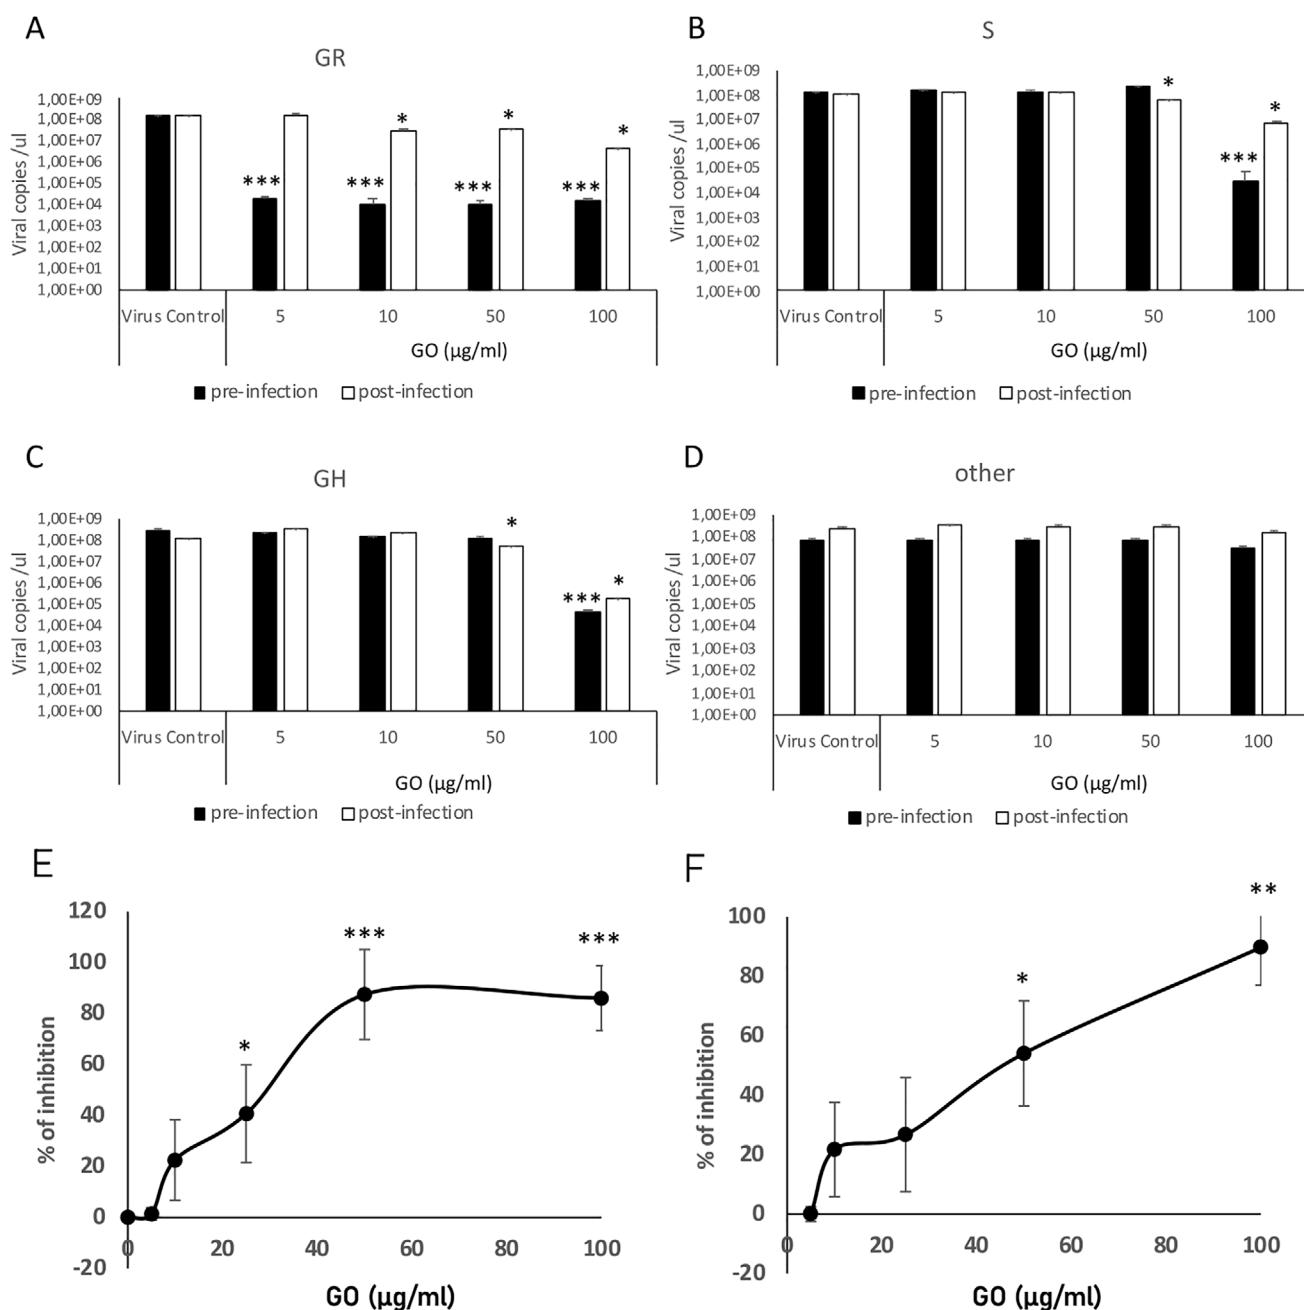 A
GR
1,00E+09
1,00E+08
1,00E+07
1,00E+06
1,00E+05
1,00E+04
1,00E+03
1,00E+02
1,00E+01
1,00E+00
Viral copies /ul
***
***
*
***
*
***
*
Virus Control 5 10 50 100
GO (µg/ml)
pre-infection post-infection
B
S
1,00E+09
1,00E+08
1,00E+07
1,00E+06
1,00E+05
1,00E+04
1,00E+03
1,00E+02
1,00E+01
1,00E+00
Viral copies /ul
*
***
*
Virus Control 5 10 50 100
GO (µg/ml)
pre-infection post-infection
C
GH
1,00E+09
1,00E+08
1,00E+07
1,00E+06
1,00E+05
1,00E+04
1,00E+03
1,00E+02
1,00E+01
1,00E+00
Viral copies /ul
*
***
*
Virus Control 5 10 50 100
GO (µg/ml)
pre-infection post-infection
D
other
1,00E+09
1,00E+08
1,00E+07
1,00E+06
1,00E+05
1,00E+04
1,00E+03
1,00E+02
1,00E+01
1,00E+00
Viral copies /ul
Virus Control 5 10 50 100
GO (µg/ml)
pre-infection post-infection
E
120
100
80
60
40
20
0
-20
% of inhibition
*
***
***
0 20 40 60 80 100
GO (µg/ml)
F
100
80
60
40
20
0
-20
% of inhibition
*
**
0 20 40 60 80 100
GO (µg/ml)